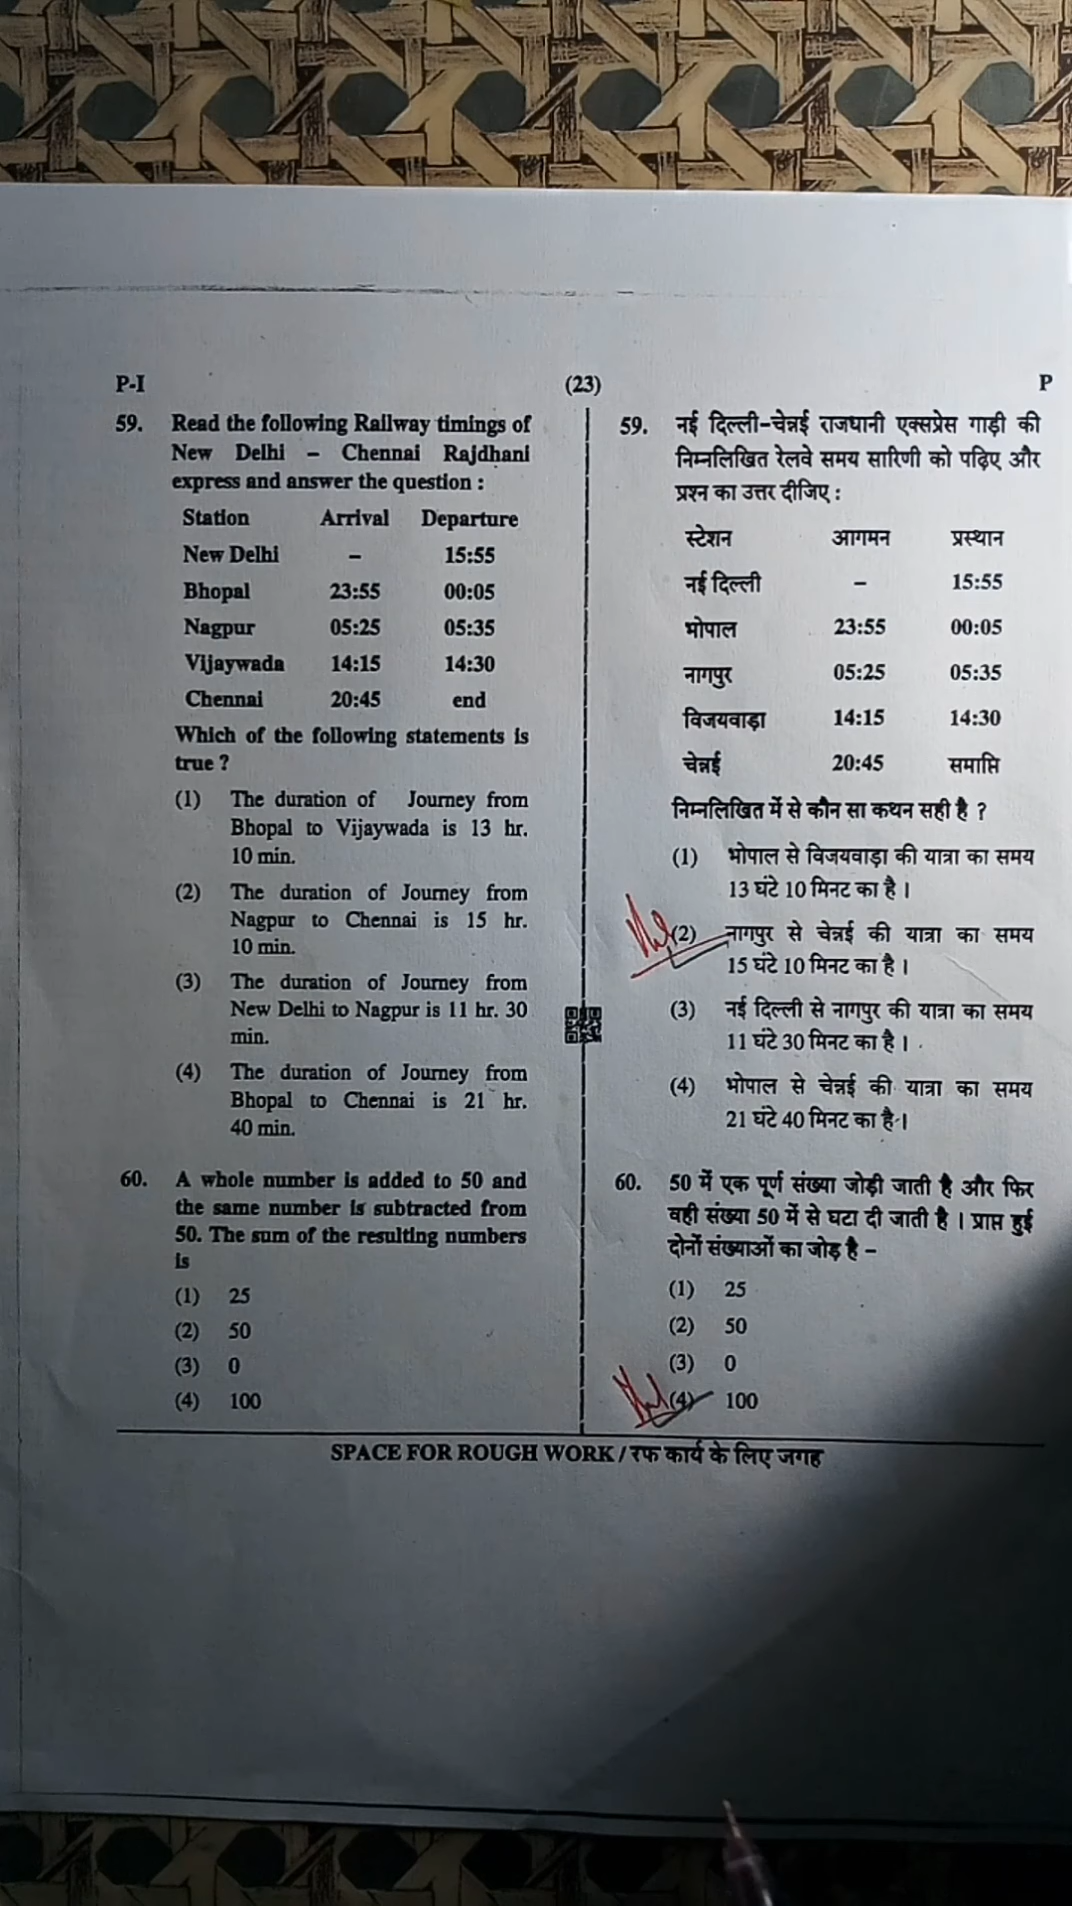 P-I
(23)
P
59. Read the following Railway timings of
New Delhi – Chennai Rajdhani
express and answer the question :
Station Arrival Departure
New Delhi – 15:55
Bhopal 23:55 00:05
Nagpur 05:25 05:35
Vijaywada 14:15 14:30
Chennai 20:45 end
Which of the following statements is
true ?
(1) The duration of Journey from
Bhopal to Vijaywada is 13 hr.
10 min.
(2) The duration of Journey from
Nagpur to Chennai is 15 hr.
10 min.
(3) The duration of Journey from
New Delhi to Nagpur is 11 hr. 30
min.
(4) The duration of Journey from
Bhopal to Chennai is 21 hr.
40 min.
60. A whole number is added to 50 and
the same number is subtracted from
50. The sum of the resulting numbers
is
(1) 25
(2) 50
(3) 0
(4) 100
59. नई दिल्ली-चेन्नई राजधानी एक्सप्रेस गाड़ी की
निम्नलिखित रेलवे समय सारिणी को पढ़िए और
प्रश्न का उत्तर दीजिए :
स्टेशन आगमन प्रस्थान
नई दिल्ली – 15:55
भोपाल 23:55 00:05
नागपुर 05:25 05:35
विजयवाड़ा 14:15 14:30
चेन्नई 20:45 समाप्ति
निम्नलिखित में से कौन सा कथन सही है ?
(1) भोपाल से विजयवाड़ा की यात्रा का समय
13 घंटे 10 मिनट का है ।
(2) नागपुर से चेन्नई की यात्रा का समय
15 घंटे 10 मिनट का है ।
(3) नई दिल्ली से नागपुर की यात्रा का समय
11 घंटे 30 मिनट का है ।
(4) भोपाल से चेन्नई की यात्रा का समय
21 घंटे 40 मिनट का है ।
60. 50 में एक पूर्ण संख्या जोड़ी जाती है और फिर
वही संख्या 50 में से घटा दी जाती है । प्राप्त हुई
दोनों संख्याओं का जोड़ है –
(1) 25
(2) 50
(3) 0
(4) 100
SPACE FOR ROUGH WORK / रफ कार्य के लिए जगह